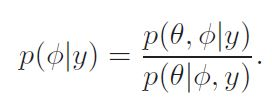 p(ϕ|y) = p(θ, ϕ|y) / p(θ|ϕ, y).